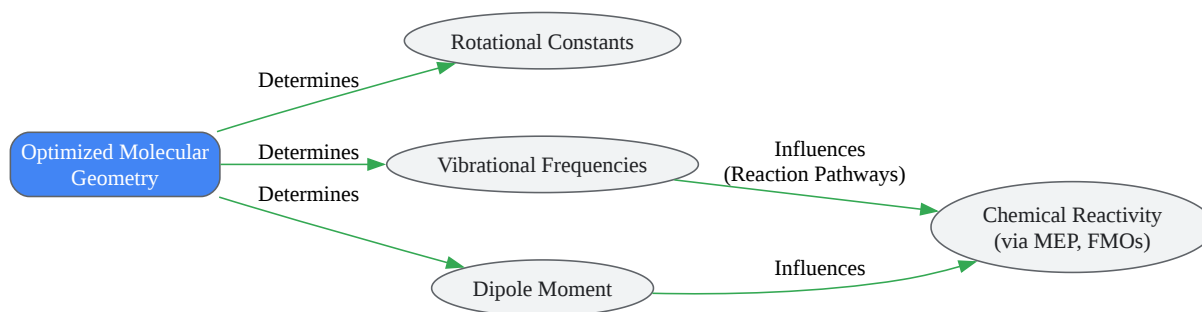 Rotational Constants
Determines
Optimized Molecular
Geometry
Determines
Vibrational Frequencies
Influences
(Reaction Pathways)
Determines
Chemical Reactivity
(via MEP, FMOs)
Dipole Moment
Influences